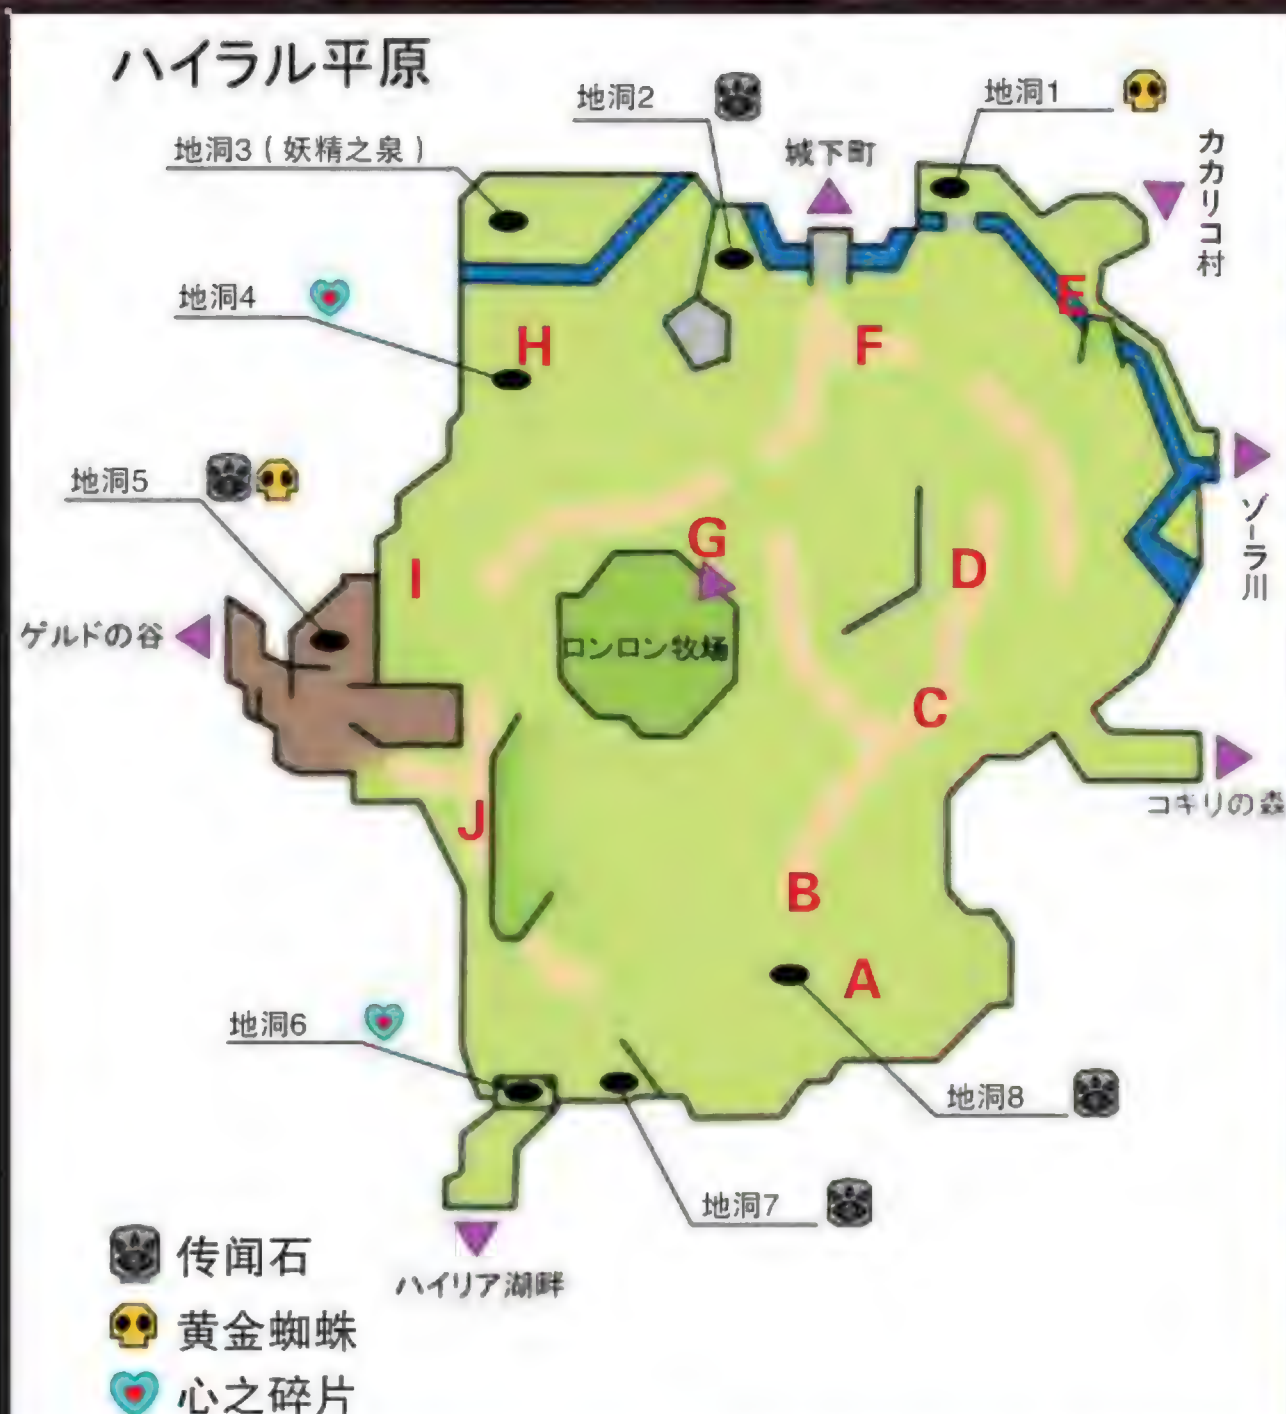 ハイラル平原
地洞1
地洞2
城下町
カカリコ村
地洞3（妖精之泉）
地洞4
E
H
F
地洞5
ゾーラ川
G
D
I
ゲルドの谷
ロンロン牧场
C
コキリの森
J
B
A
地洞6
地洞8
地洞7
传闻石
ハイリア湖畔
黄金蜘蛛
心之碎片